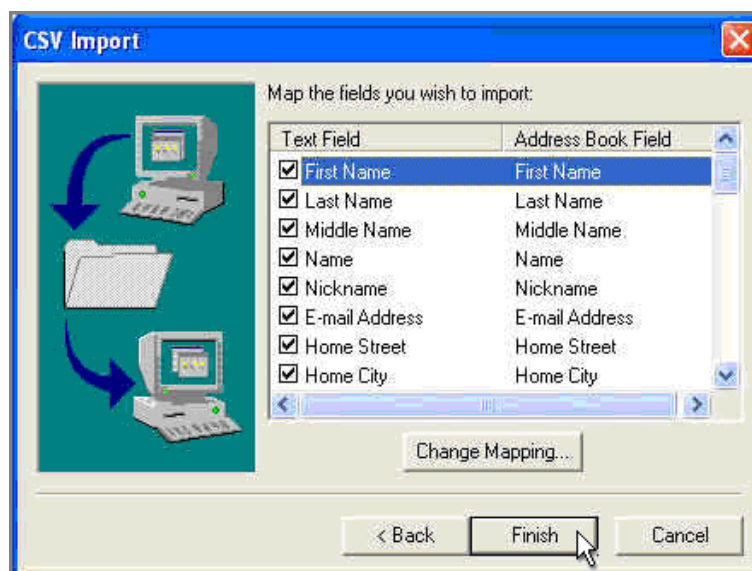 CSV Import
Map the fields you wish to import:
Text Field Address Book Field
First Name First Name
Last Name Last Name
Middle Name Middle Name
Name Name
Nickname Nickname
E-mail Address E-mail Address
Home Street Home Street
Home City Home City
Change Mapping...
< Back Finish Cancel